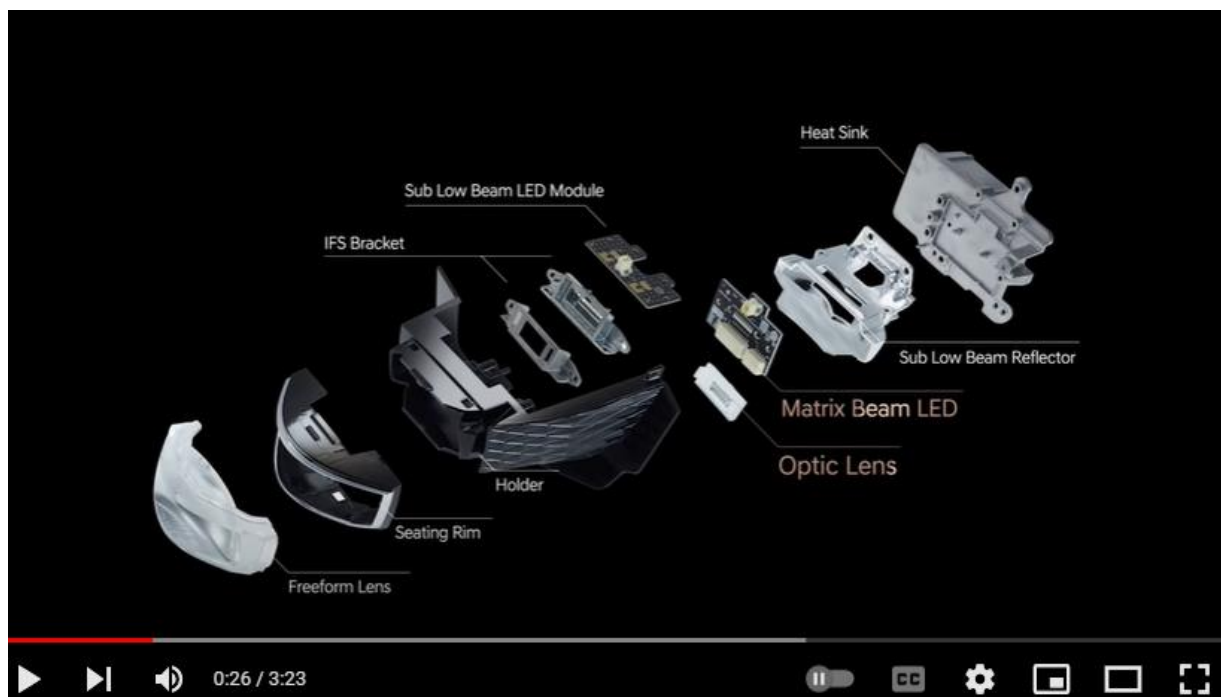 Heat Sink
Sub Low Beam LED Module
IFS Bracket
Sub Low Beam Reflector
Matrix Beam LED
Optic Lens
Holder
Seating Rim
Freeform Lens
0:26 / 3:23
CC